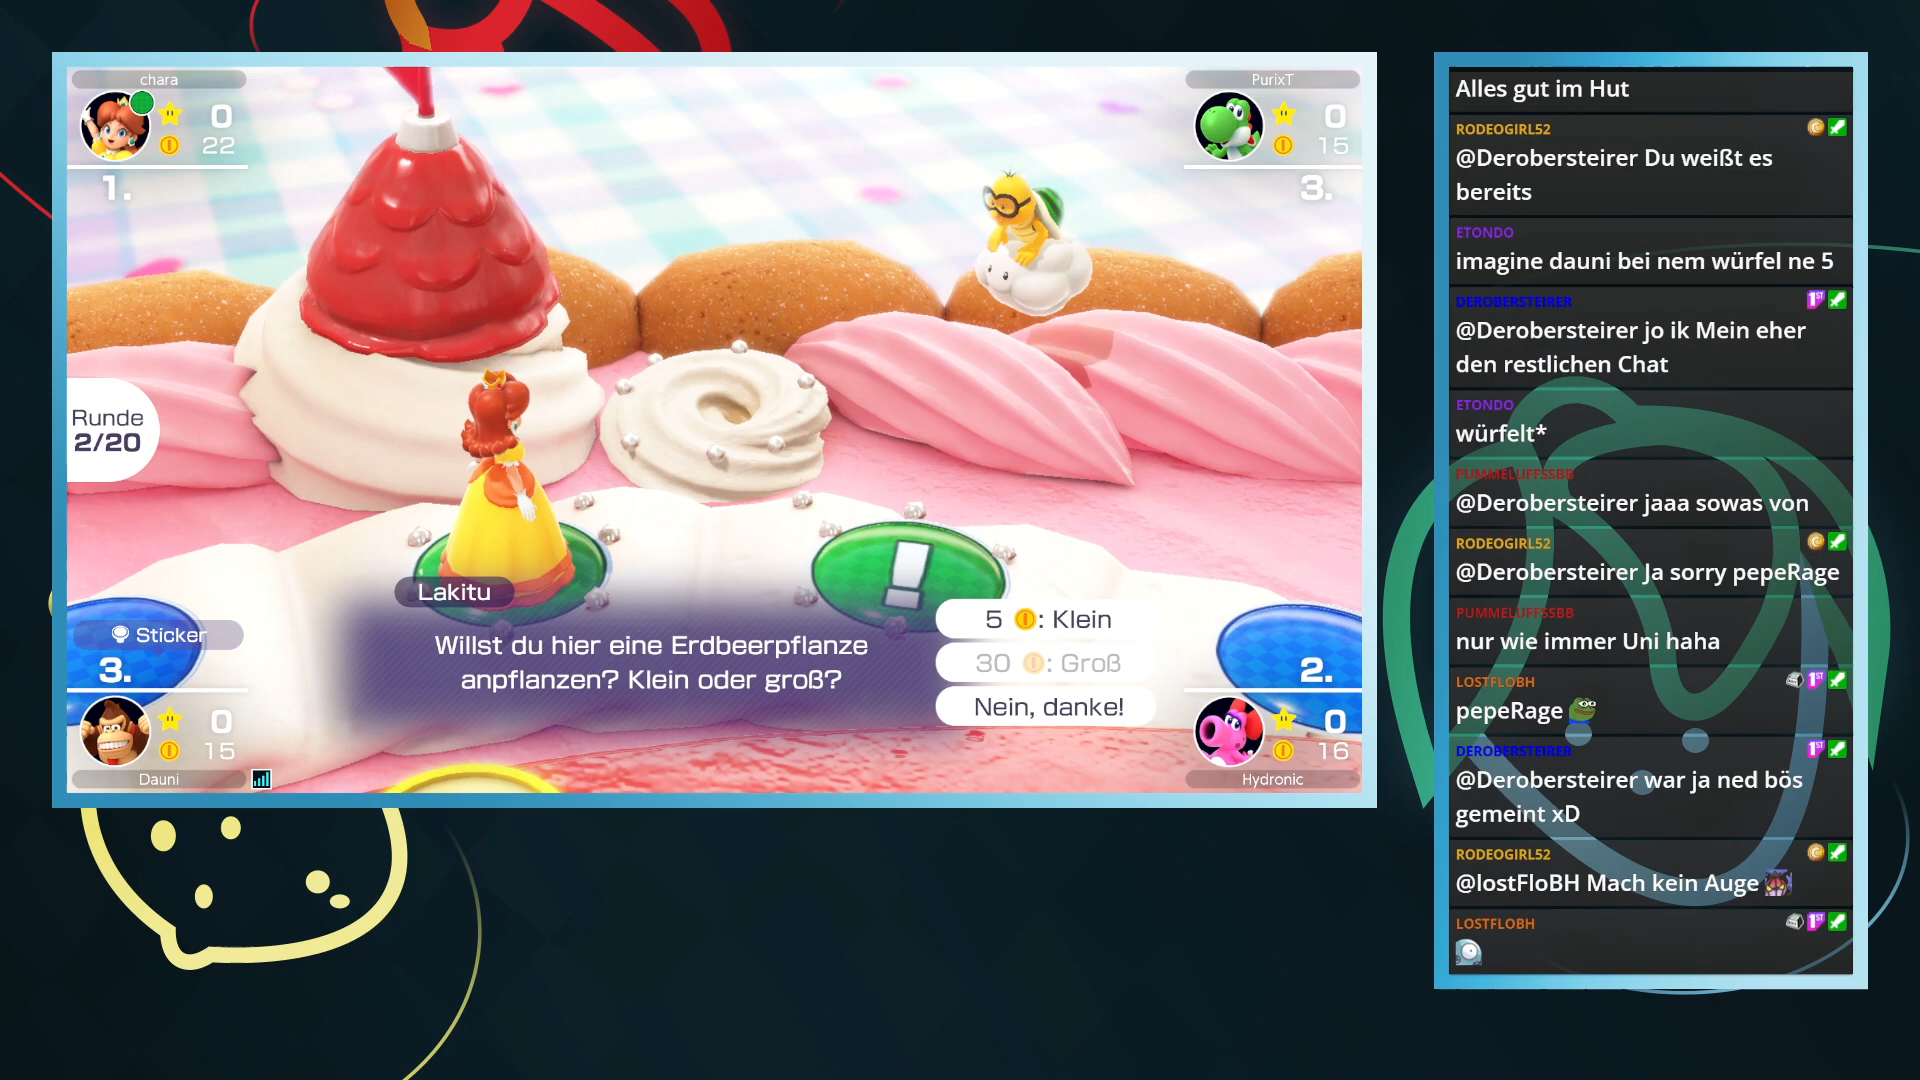 chara
0
22
1.
PurixT
0
15
3.
Runde
2/20
Lakitu
Willst du hier eine Erdbeerpflanze
anpflanzen? Klein oder groß?
5 : Klein
30 : Groß
Nein, danke!
Sticker
3.
0
15
Dauni
2.
0
16
Hydronic
Alles gut im Hut
RODEOGIRL52
@Derobersteirer Du weißt es
bereits
ETONDO
imagine dauni bei nem würfel ne 5
DEROBERSTEIRER
@Derobersteirer jo ik Mein eher
den restlichen Chat
ETONDO
würfelt*
PUMMELUFFSSBB
@Derobersteirer jaaa sowas von
RODEOGIRL52
@Derobersteirer Ja sorry pepeRage
PUMMELUFFSSBB
nur wie immer Uni haha
LOSTFLOBH
pepeRage
DEROBERSTEIRER
@Derobersteirer war ja ned bös
gemeint xD
RODEOGIRL52
@lostFloBH Mach kein Auge
LOSTFLOBH